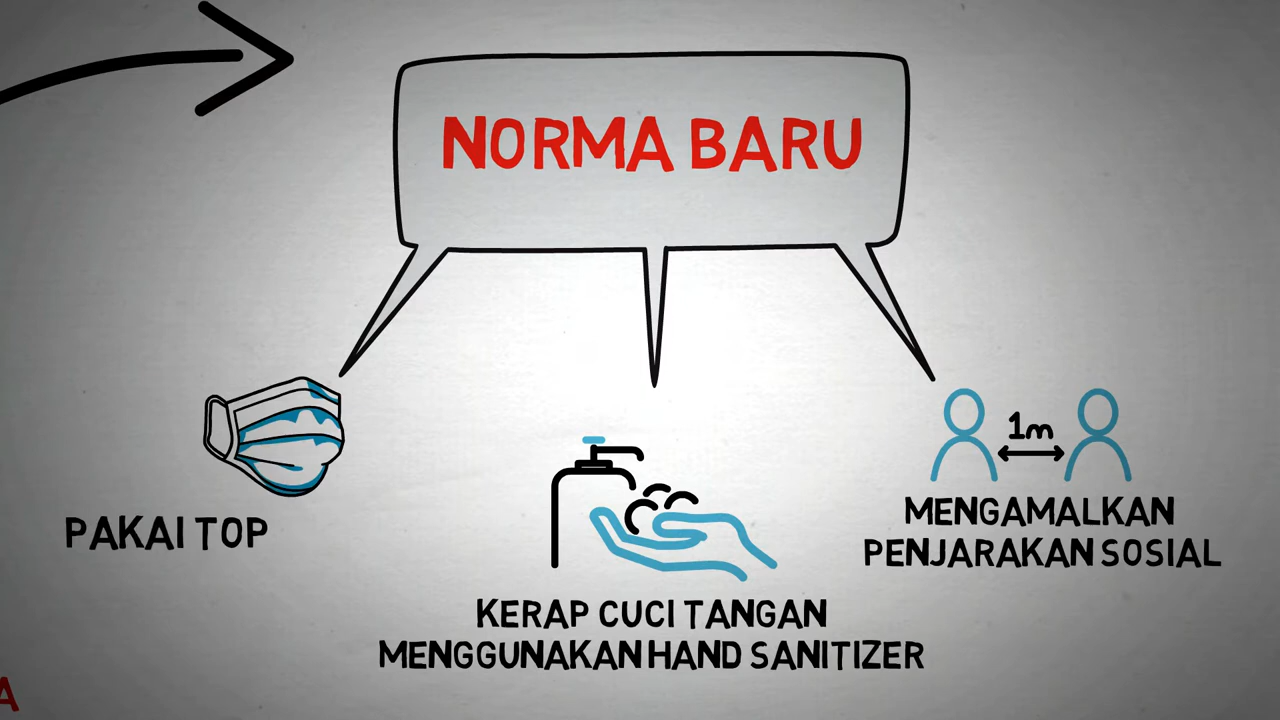 NORMA BARU
1m
PAKAI TOP
MENGAMALKAN
PENJARAKAN SOSIAL
KERAP CUCI TANGAN
MENGGUNAKAN HAND SANITIZER
A